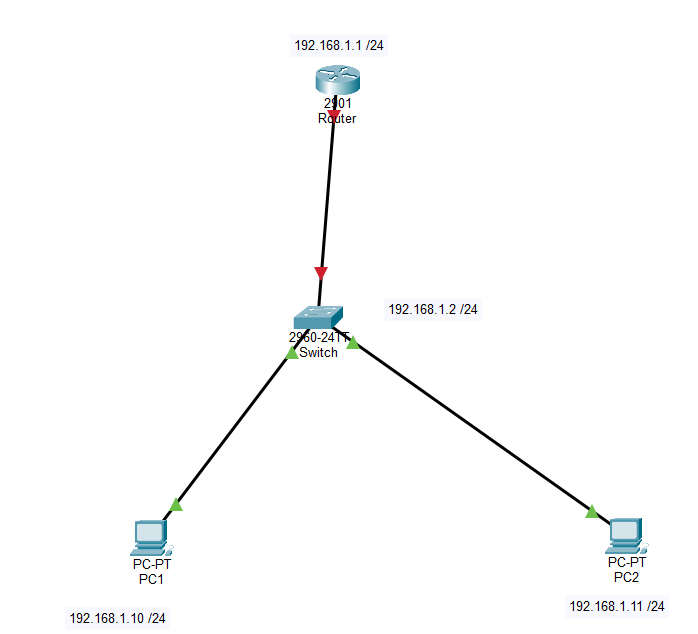 192.168.1.1 /24
2901
Router
192.168.1.2 /24
2960-24TT
Switch
PC-PT
PC1
PC-PT
PC2
192.168.1.10 /24
192.168.1.11 /24